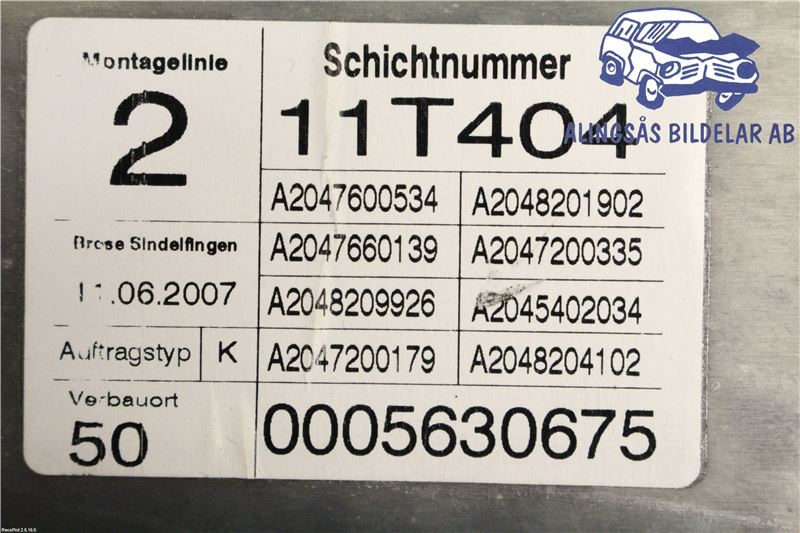 Montagelinie
2
Schichtnummer
11T404
A2047600534 A2048201902
Brose Sindelfingen
A2047660139 A2047200335
11.06.2007
A2048209926 A2045402034
Auftragstyp K
A2047200179 A2048204102
Verbauort
50
0005630675
ALINGSÅS BILDELAR AB